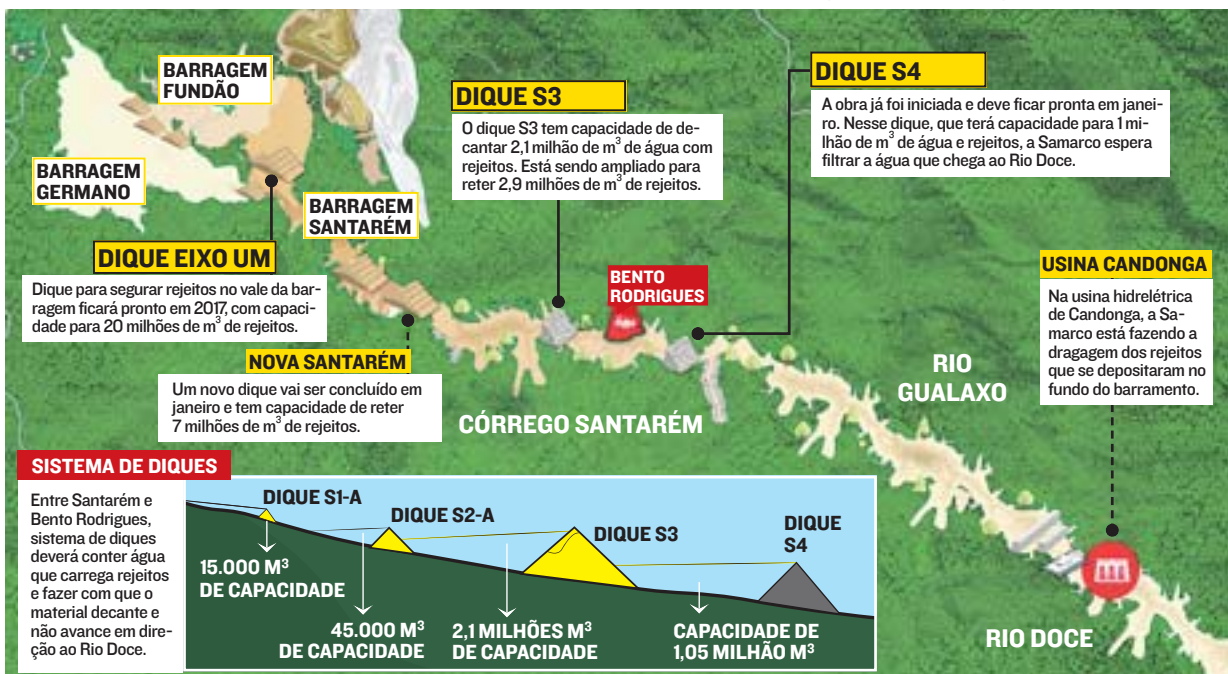 BARRAGEM
FUNDÃO
BARRAGEM
GERMANO
BARRAGEM
SANTARÉM
DIQUE EIXO UM
Dique para segurar rejeitos no vale da bar-
ragem ficará pronto em 2017, com capaci-
dade para 20 milhões de m³ de rejeitos.
NOVA SANTARÉM
Um novo dique vai ser concluído em
janeiro e tem capacidade de reter
7 milhões de m³ de rejeitos.
DIQUE S3
O dique S3 tem capacidade de de-
cantar 2,1 milhão de m³ de água com
rejeitos. Está sendo ampliado para
reter 2,9 milhões de m³ de rejeitos.
BENTO
RODRIGUES
DIQUE S4
A obra já foi iniciada e deve ficar pronta em janei-
ro. Nesse dique, que terá capacidade para 1 mi-
lhão de m³ de água e rejeitos, a Samarco espera
filtrar a água que chega ao Rio Doce.
USINA CANDONGA
Na usina hidrelétrica
de Candonga, a Sa-
marco está fazendo a
dragagem dos rejeitos
que se depositaram no
fundo do barramento.
CÓRREGO SANTARÉM
RIO
GUALAXO
RIO DOCE
SISTEMA DE DIQUES
Entre Santarém e
Bento Rodrigues,
sistema de diques
deverá conter água
que carrega rejeitos
e fazer com que o
material decante e
não avance em dire-
ção ao Rio Doce.
DIQUE S1-A
15.000 M³
DE CAPACIDADE
DIQUE S2-A
45.000 M³
DE CAPACIDADE
DIQUE S3
2,1 MILHÕES M³
DE CAPACIDADE
DIQUE
S4
CAPACIDADE DE
1,05 MILHÃO M³